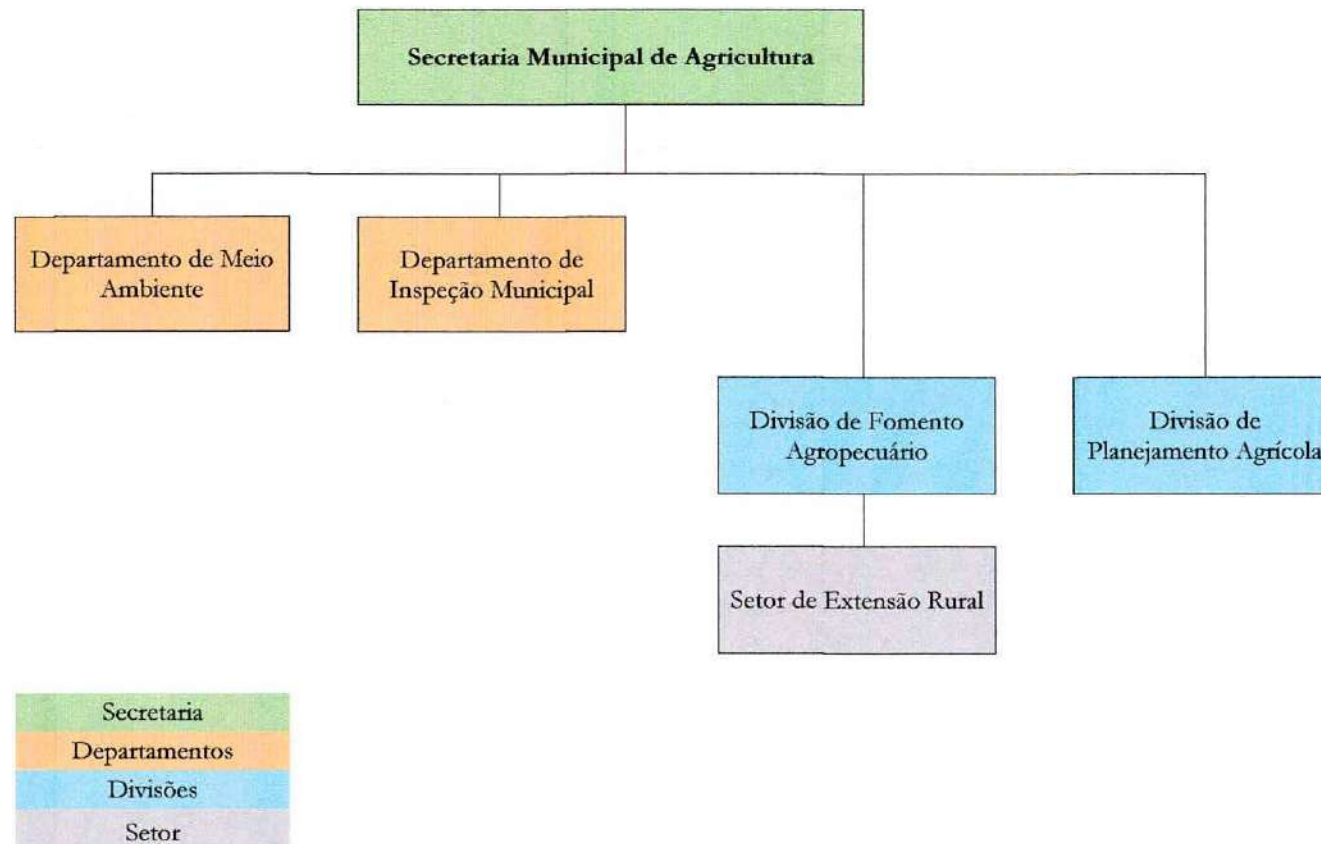 Secretaria Municipal de Agricultura
Departamento de Meio
Ambiente
Departamento de
Inspeção Municipal
Divisão de Fomento
Agropecuário
Divisão de
Planejamento Agrícola
Setor de Extensão Rural
Secretaria
Departamentos
Divisões
Setor